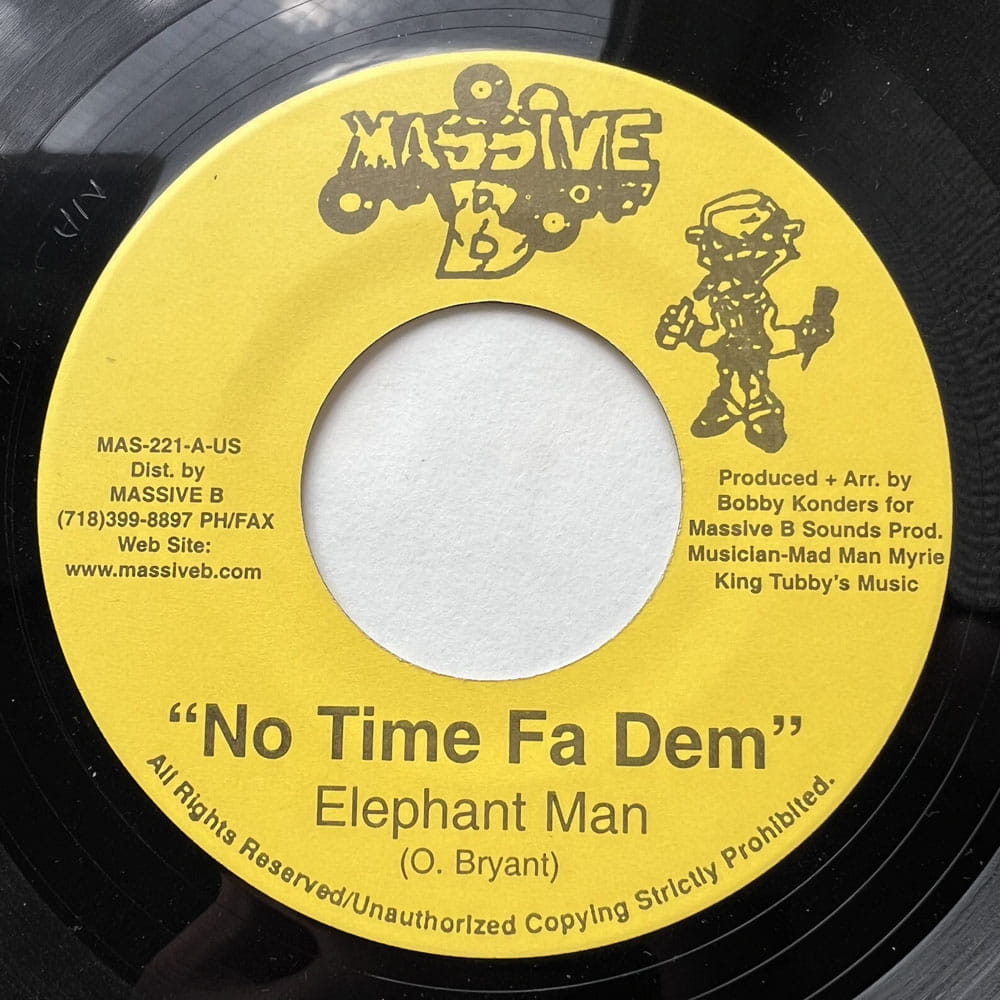 MASSIVE
B
MAS-221-A-US
Dist. by
MASSIVE B
(718)399-8897 PH/FAX
Web Site:
www.massiveb.com
Produced + Arr. by
Bobby Konders for
Massive B Sounds Prod.
Musician-Mad Man Myrie
King Tubby's Music
"No Time Fa Dem"
Elephant Man
(O. Bryant)
All Rights Reserved/Unauthorized Copying Strictly Prohibited.